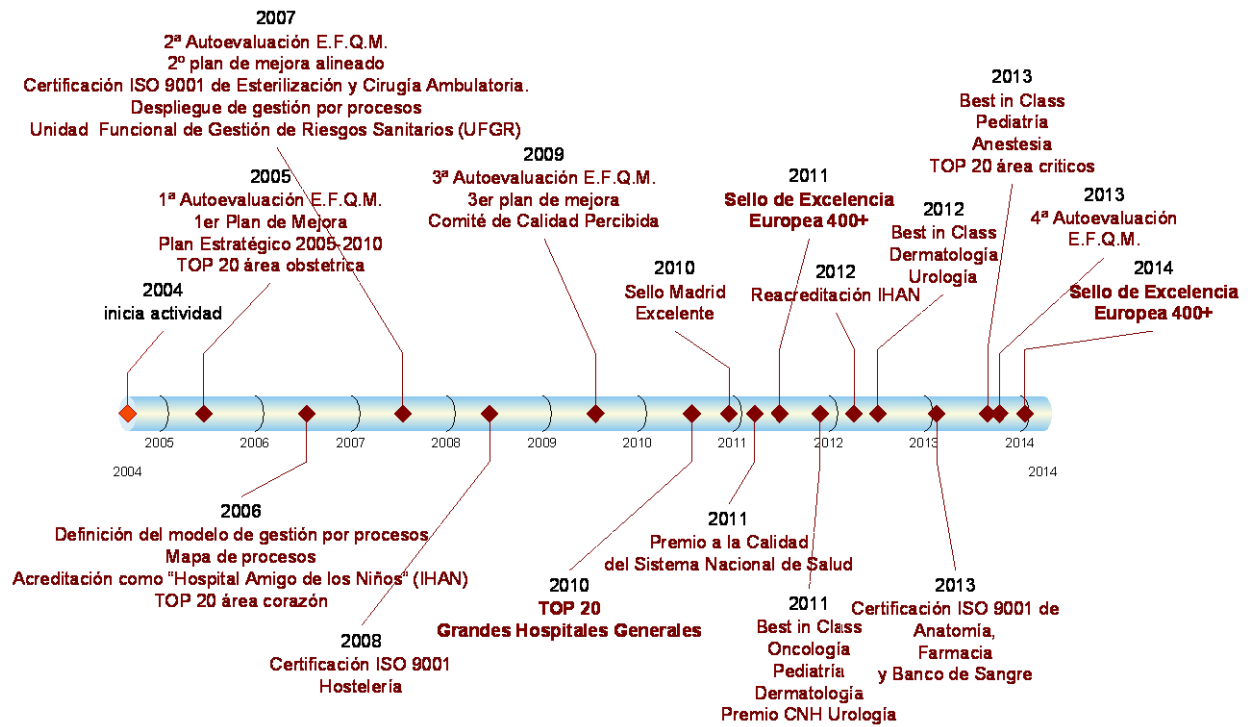 2007
2ª Autoevaluación E.F.Q.M.
2º plan de mejora alineado
Certificación ISO 9001 de Esterilización y Cirugía Ambulatoria.
Despliegue de gestión por procesos
Unidad Funcional de Gestión de Riesgos Sanitarios (UFGR)
2005
1ª Autoevaluación E.F.Q.M.
1er Plan de Mejora
Plan Estratégico 2005-2010
TOP 20 área obstetrica
2004
inicia actividad
2009
3ª Autoevaluación E.F.Q.M.
3er plan de mejora
Comité de Calidad Percibida
2010
Sello Madrid
Excelente
2011
Sello de Excelencia
Europea 400+
2012
Reacreditación IHAN
2012
Best in Class
Dermatología
Urología
2013
Best in Class
Pediatría
Anestesia
TOP 20 área criticos
2013
4ª Autoevaluación
E.F.Q.M.
2014
Sello de Excelencia
Europea 400+
2005
2006
2007
2008
2009
2010
2011
2012
2013
2014
2004
2014
2006
Definición del modelo de gestión por procesos
Mapa de procesos
Acreditación como "Hospital Amigo de los Niños" (IHAN)
TOP 20 área corazón
2008
Certificación ISO 9001
Hostelería
2010
TOP 20
Grandes Hospitales Generales
2011
Premio a la Calidad
del Sistema Nacional de Salud
2011
Best in Class
Oncología
Pediatría
Dermatología
Premio CNH Urología
2013
Certificación ISO 9001 de
Anatomía,
Farmacia
y Banco de Sangre